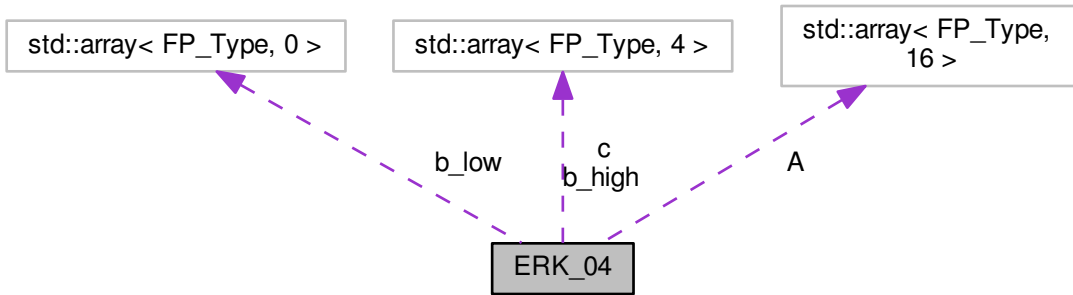 std::array< FP_Type, 0 >
std::array< FP_Type, 4 >
std::array< FP_Type,
16 >
b_low
c
b_high
A
ERK_04